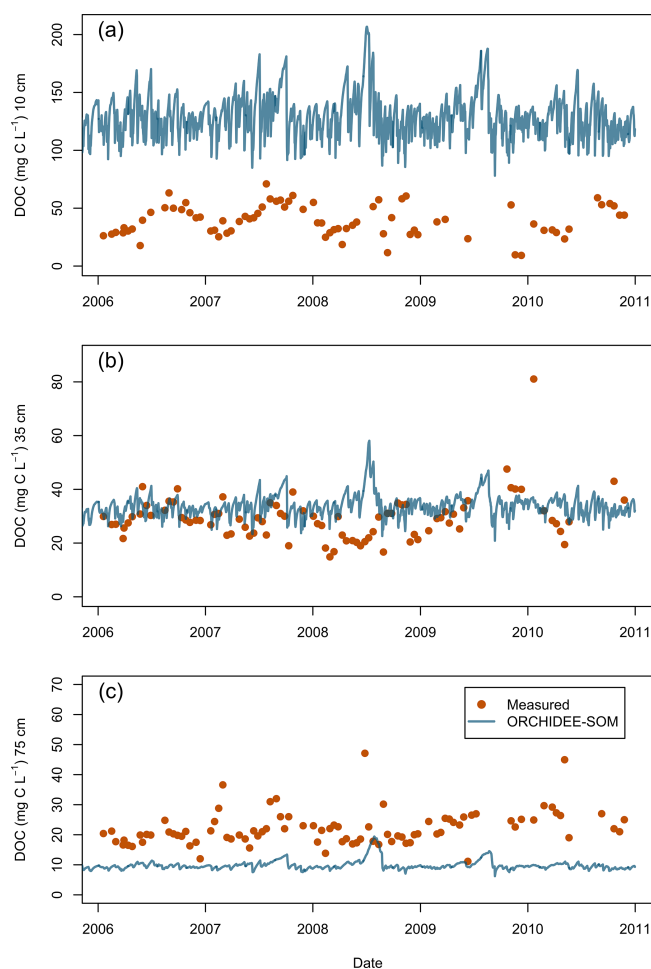 (a)
DOC (mg C L⁻¹) 10 cm
200
150
100
50
0
2006 2007 2008 2009 2010 2011
(b)
DOC (mg C L⁻¹) 35 cm
80
60
40
20
0
2006 2007 2008 2009 2010 2011
(c)
DOC (mg C L⁻¹) 75 cm
70
60
50
40
30
20
10
0
Measured
ORCHIDEE-SOM
2006 2007 2008 2009 2010 2011
Date